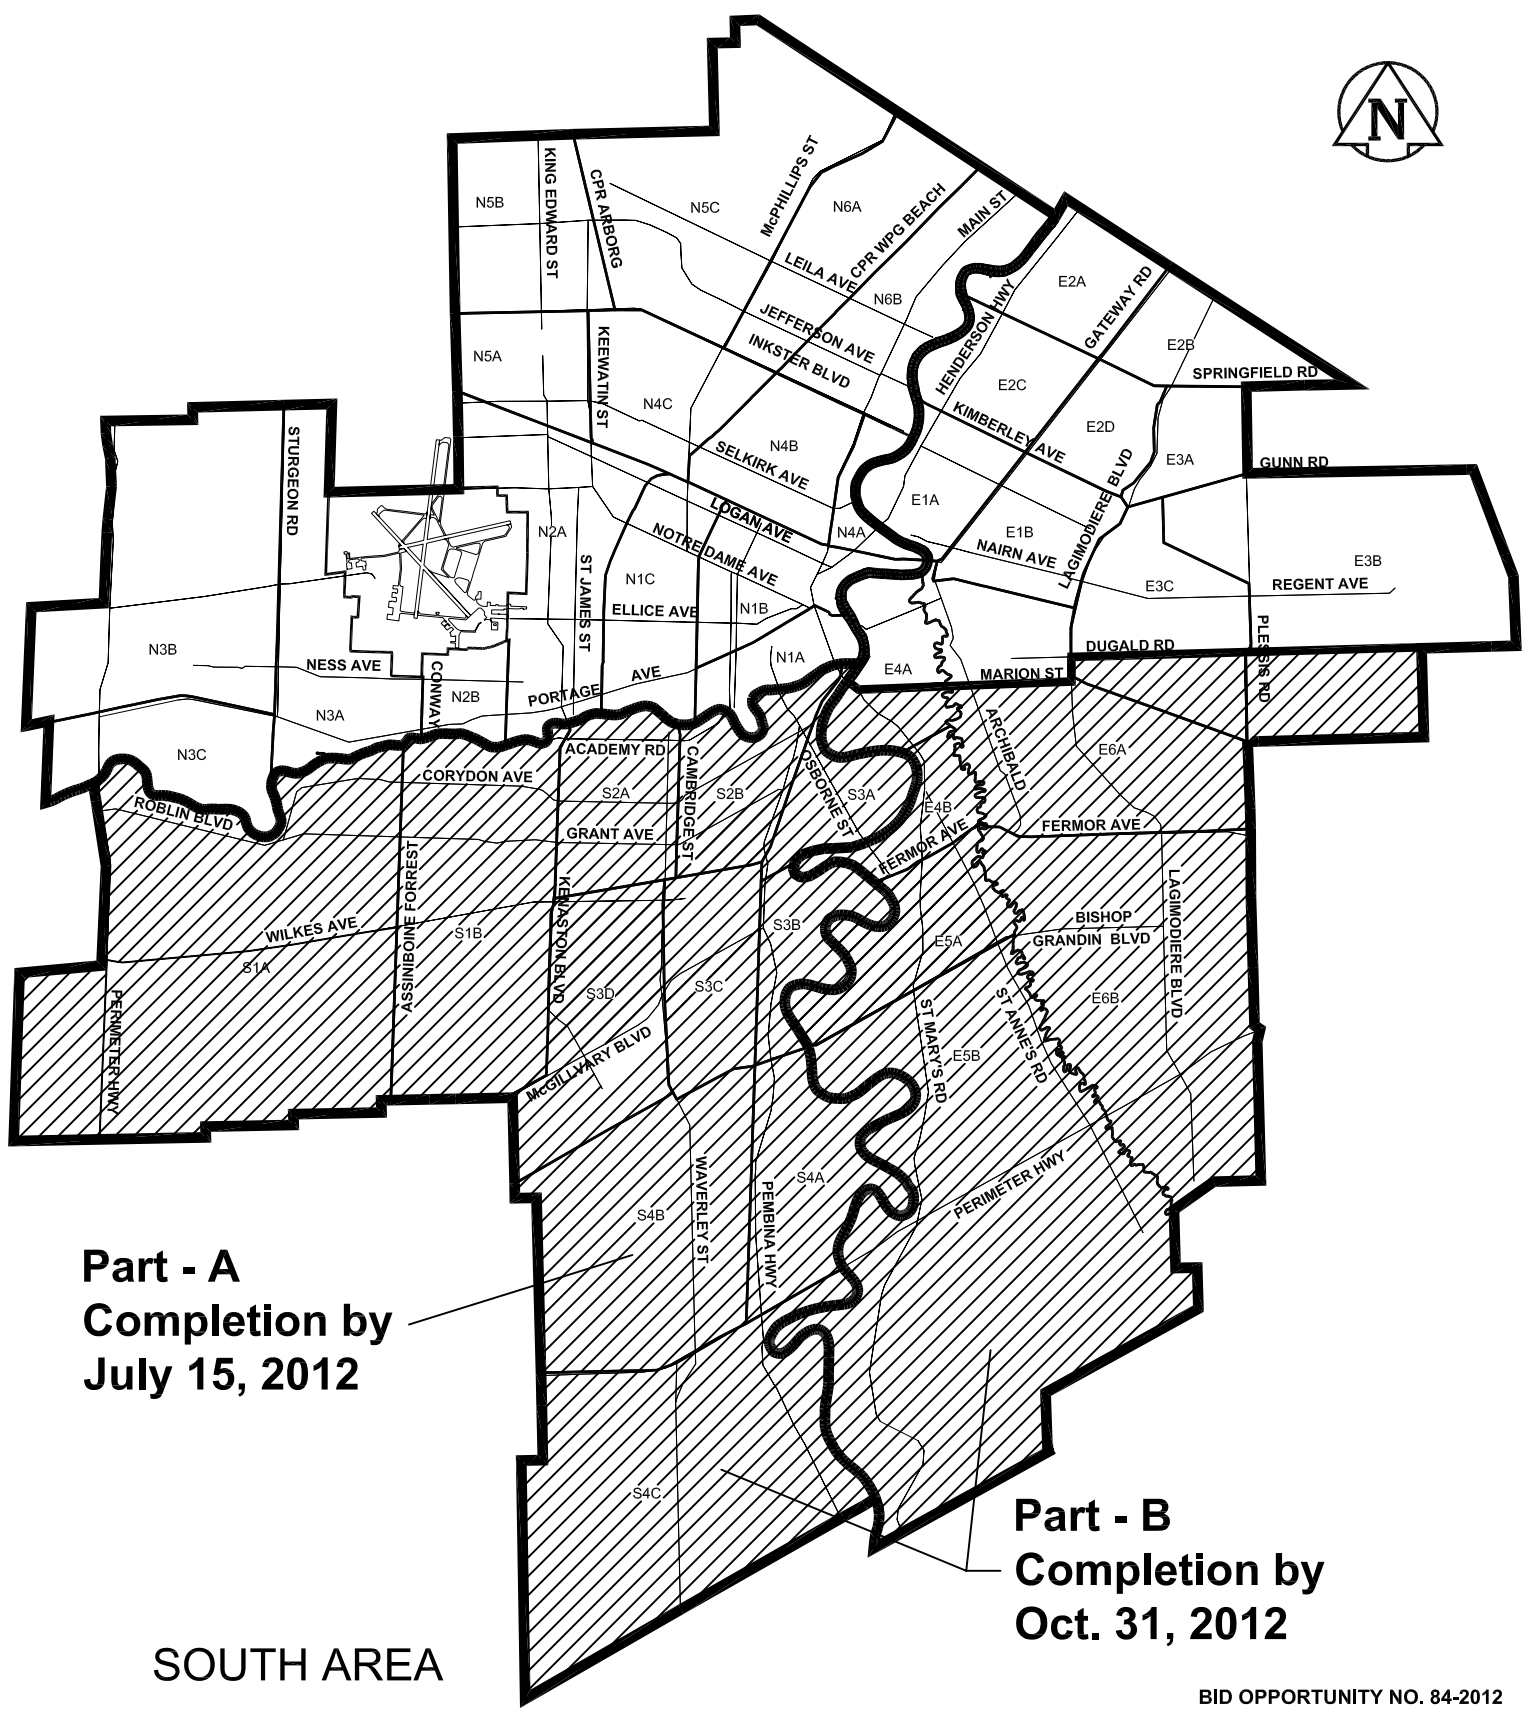 N
KING EDWARD ST
CPR ARBORG
McPHILLIPS ST
N5B
N5C
N6A
CPR WPG BEACH
MAIN ST
LEILA AVE
N6B
E2A
HENDERSON HWY
GATEWAY RD
JEFFERSON AVE
INKSTER BLVD
N5A
KEEWATIN ST
E2B
SPRINGFIELD RD
E2C
N4C
KIMBERLEY AVE
E2D
STURGEON RD
N4B
SELKIRK AVE
LAGIMODIERE BLVD
E3A
GUNN RD
LOGAN AVE
E1A
N2A
NOTRE DAME AVE
N4A
E1B
NAIRN AVE
E3B
ST JAMES ST
N1C
E3C
REGENT AVE
ELLICE AVE
N1B
PLESSIS RD
N3B
NESS AVE
N1A
E4A
DUGALD RD
MARION ST
CONWAY
N2B
PORTAGE AVE
N3A
ARCHIBALD
N3C
ACADEMY RD
CAMBRIDGE ST
OSBORNE ST
E6A
CORYDON AVE
S2A
S2B
S3A
E4B
ROBLIN BLVD
GRANT AVE
FERMOR AVE
FERMOR AVE
ASSINIBOINE FORREST
KENASTON BLVD
LAGIMODIERE BLVD
WILKES AVE
S1B
S3B
BISHOP
GRANDIN BLVD
E5A
S1A
PERIMETER HWY
S3D
S3C
ST MARY'S RD
ST ANNE'S RD
E6B
McGILLVARY BLVD
E5B
WAVERLEY ST
PEMBINA HWY
S4A
PERIMETER HWY
S4B
Part - A
Completion by
July 15, 2012
S4C
Part - B
Completion by
Oct. 31, 2012
SOUTH AREA
BID OPPORTUNITY NO. 84-2012